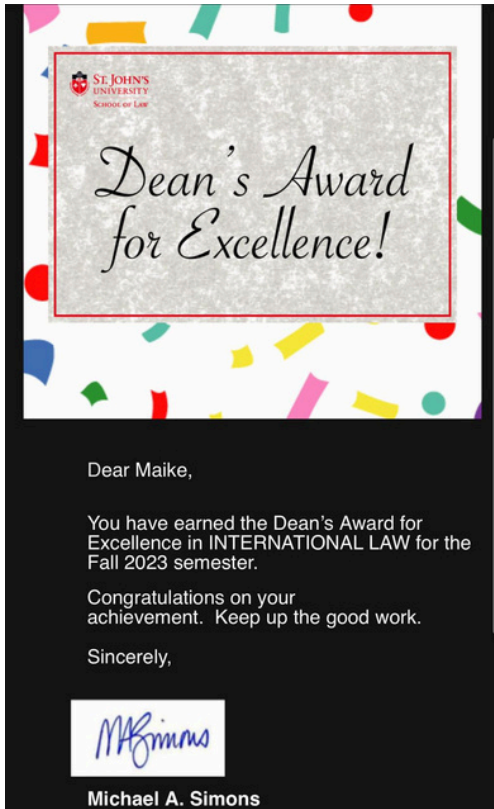 ST. JOHN'S
UNIVERSITY
SCHOOL OF LAW
Dean's Award
for Excellence!
Dear Maike,
You have earned the Dean's Award for
Excellence in INTERNATIONAL LAW for the
Fall 2023 semester.
Congratulations on your
achievement.  Keep up the good work.
Sincerely,
MASimons
Michael A. Simons